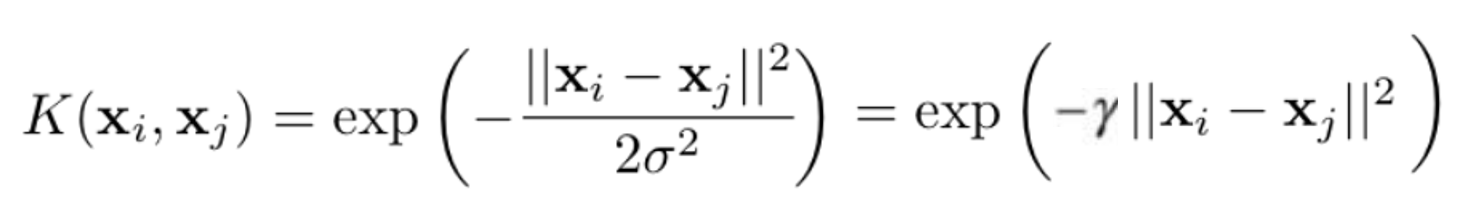 K(𝐱ᵢ, 𝐱ⱼ) = exp(−||𝐱ᵢ − 𝐱ⱼ||² / 2σ²) = exp(−γ||𝐱ᵢ − 𝐱ⱼ||²)